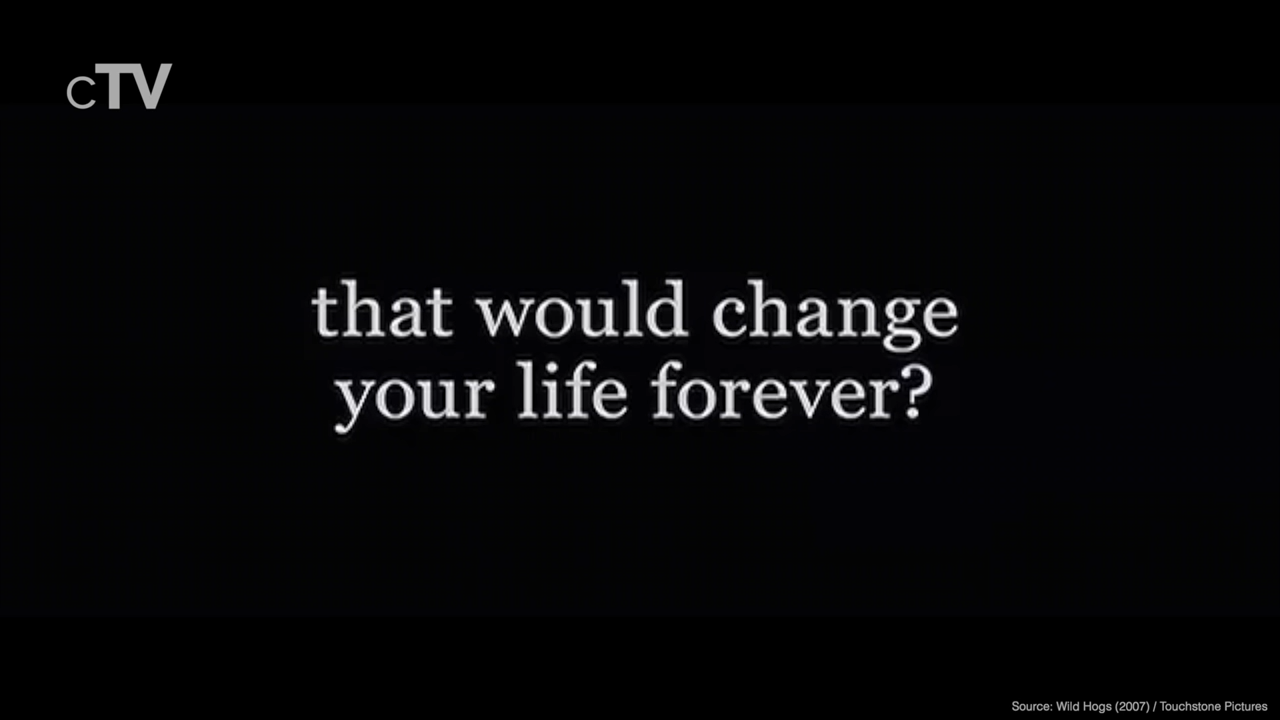 cTV
that would change
your life forever?
Source: Wild Hogs (2007) / Touchstone Pictures